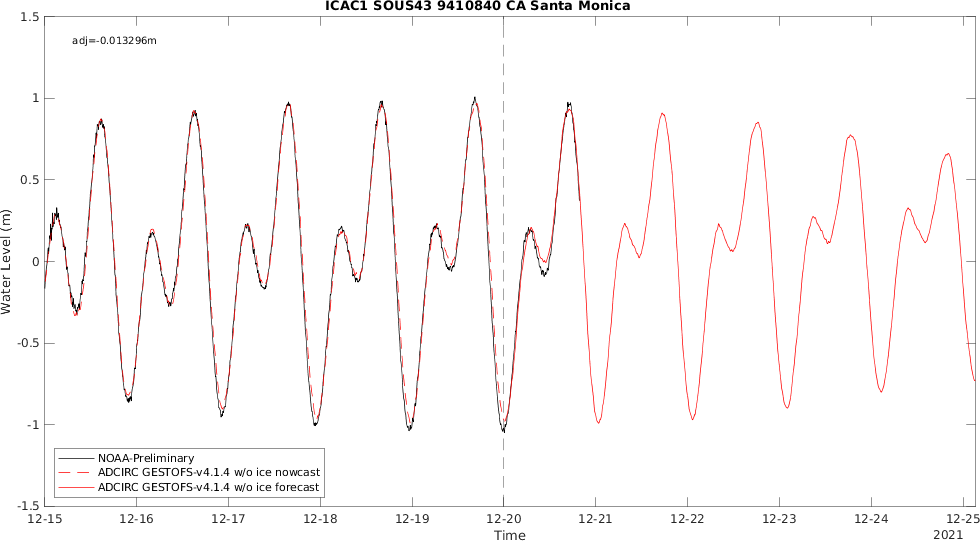 ICAC1 SOUS43 9410840 CA Santa Monica
adj=-0.013296m
1.5
1
0.5
0
-0.5
-1
-1.5
Water Level (m)
NOAA-Preliminary
ADCIRC GESTOFS-v4.1.4 w/o ice nowcast
ADCIRC GESTOFS-v4.1.4 w/o ice forecast
12-15 12-16 12-17 12-18 12-19 12-20 12-21 12-22 12-23 12-24 12-25
Time
2021